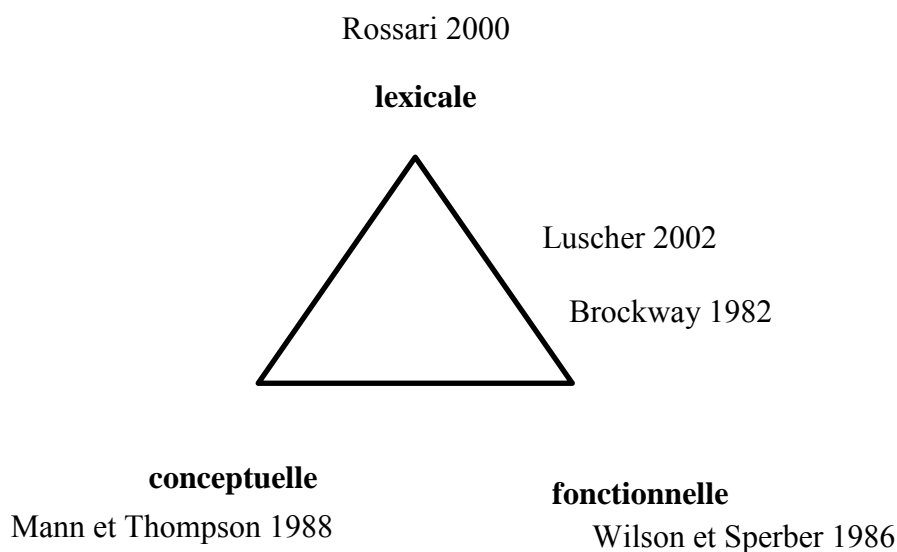 Rossari 2000
lexicale
Luscher 2002
Brockway 1982
conceptuelle
Mann et Thompson 1988
fonctionnelle
Wilson et Sperber 1986